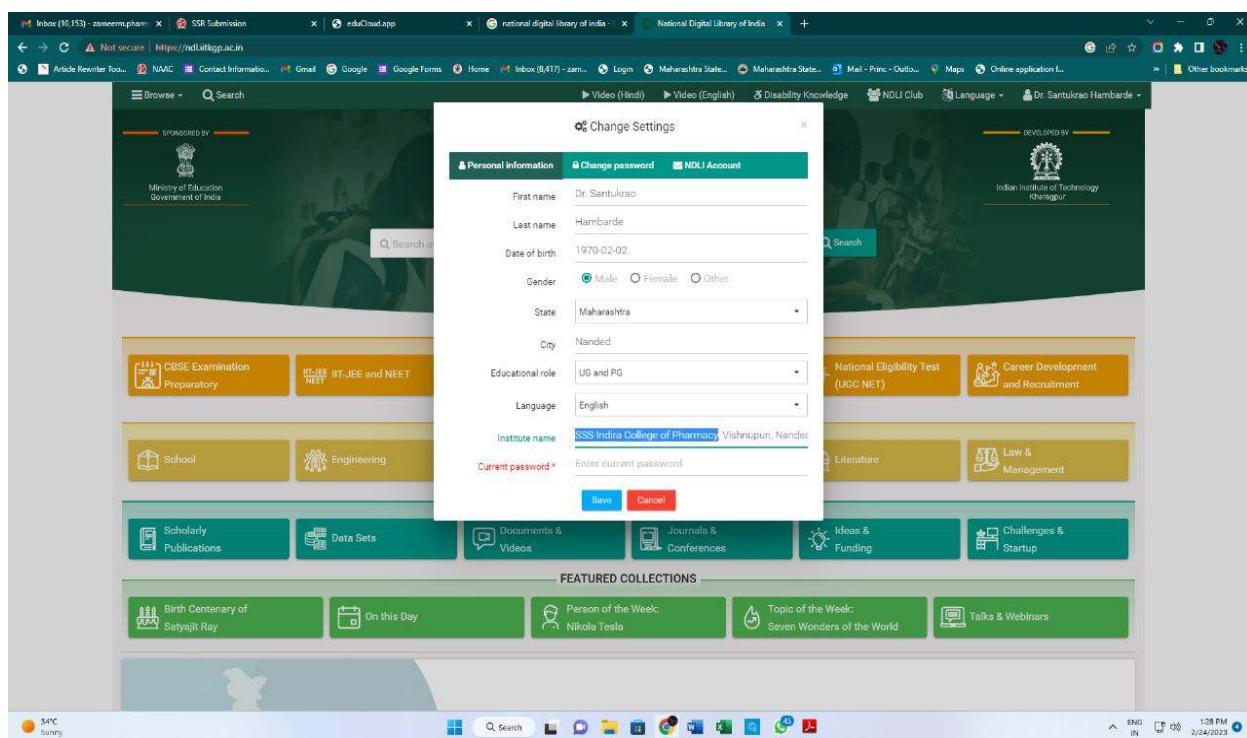 Inbox (10,153) - zameerm.pharm
SSR Submission
eduCloud.app
national digital library of india -
National Digital Library of India
Not secure | https://ndl.iitkgp.ac.in
Article Rewriter Too...
NAAC
Contact Informatio...
Gmail
Google
Google Forms
Home
Inbox (8,417) - zam...
Login
Maharashtra State...
Maharashtra State...
Mail - Princ - Outlo...
Maps
Online application f...
»
Other bookmarks
Browse
Search
Video (Hindi)
Video (English)
Disability Knowledge
NDLI Club
Language
Dr. Santukrao Hambarde
SPONSORED BY
Ministry of Education
Government of India
DEVELOPED BY
Indian Institute of Technology
Kharagpur
Search
Search
Change Settings
×
Personal information
Change password
NDLI Account
First name
Dr. Santukrao
Last name
Hambarde
Date of birth
1970-02-02
Gender
Male
Female
Other
State
Maharashtra
City
Nanded
Educational role
UG and PG
Language
English
Institute name
SSS Indira College of Pharmacy, Vishnupuri, Nanded
Current password *
Enter current password
Save
Cancel
CBSE Examination
Preparatory
IIT-JEE
NEET
IIT-JEE and NEET
National Eligibility Test
(UGC NET)
Career Development
and Recruitment
School
Engineering
Literature
Law &
Management
Scholarly
Publications
Data Sets
Documents &
Videos
Journals &
Conferences
Ideas &
Funding
Challenges &
Startup
FEATURED COLLECTIONS
Birth Centenary of
Satyajit Ray
On this Day
Person of the Week:
Nikola Tesla
Topic of the Week:
Seven Wonders of the World
Talks & Webinars
34°C
Sunny
Search
45
ENG
IN
1:28 PM
2/24/2023